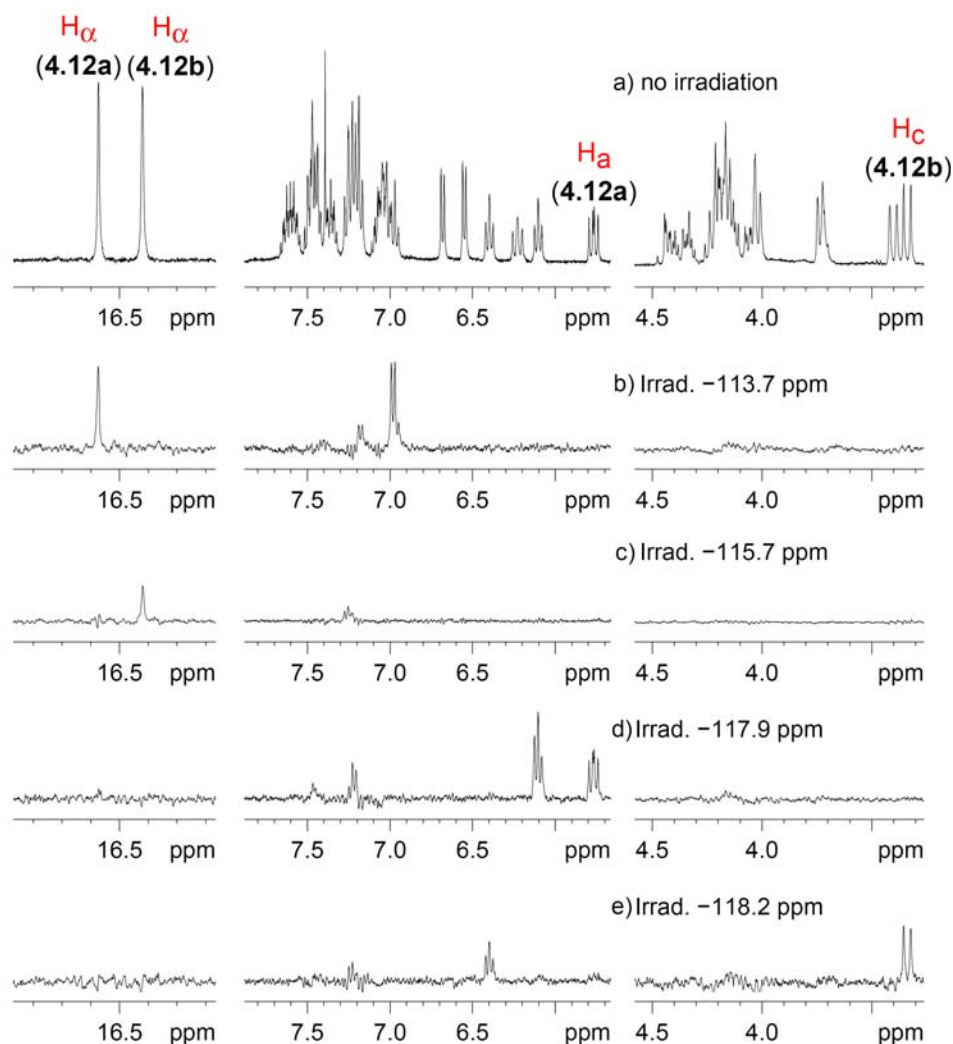 Hα Hα
(4.12a) (4.12b)
a) no irradiation
Ha
(4.12a)
Hc
(4.12b)
16.5 ppm 7.5 7.0 6.5 ppm 4.5 4.0 ppm
b) Irrad. −113.7 ppm
16.5 ppm 7.5 7.0 6.5 ppm 4.5 4.0 ppm
c) Irrad. −115.7 ppm
16.5 ppm 7.5 7.0 6.5 ppm 4.5 4.0 ppm
d) Irrad. −117.9 ppm
16.5 ppm 7.5 7.0 6.5 ppm 4.5 4.0 ppm
e) Irrad. −118.2 ppm
16.5 ppm 7.5 7.0 6.5 ppm 4.5 4.0 ppm